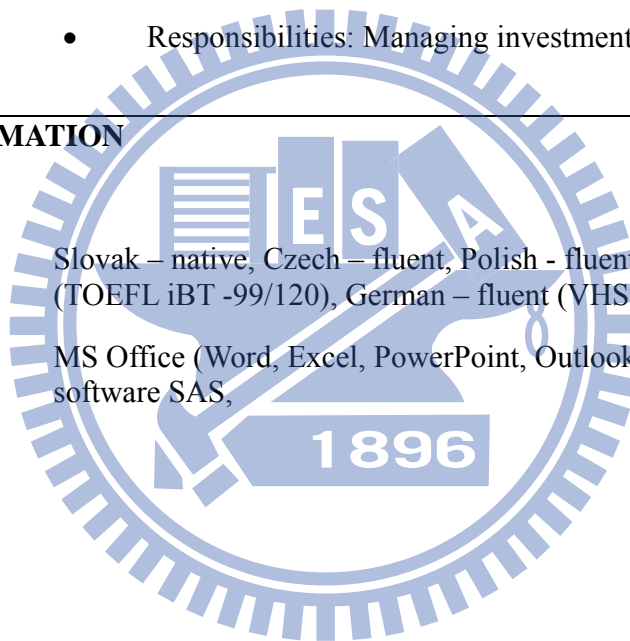 • Responsibilities: Managing investment
MATION
E S A
Slovak – native, Czech – fluent, Polish - fluent
(TOEFL iBT -99/120), German – fluent (VHS
MS Office (Word, Excel, PowerPoint, Outlook
software SAS,
1896